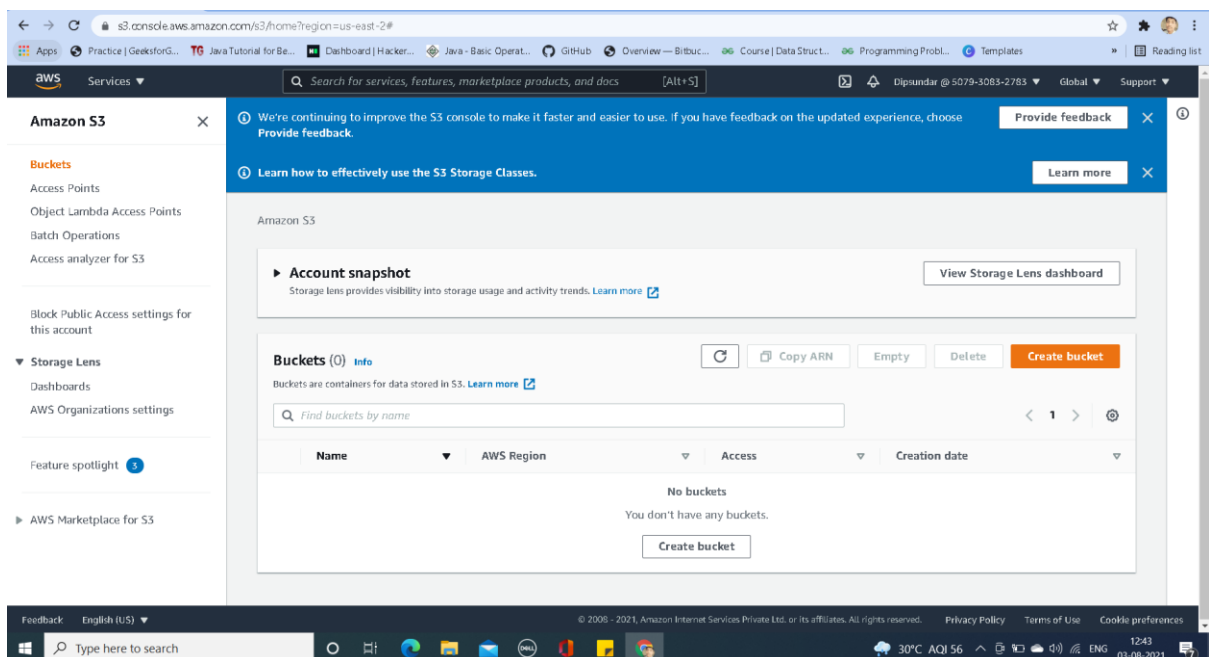 s3.console.aws.amazon.com/s3/home?region=us-east-2#
Apps Practice | GeeksforG... TG Java Tutorial for Be... Dashboard | Hacker... Java - Basic Operat... GitHub Overview — Bitbuc... Course | Data Struct... Programming Probl... Templates » Reading list
aws Services ▼ Search for services, features, marketplace products, and docs [Alt+S] Dipsundar @ 5079-3083-2783 ▼ Global ▼ Support ▼
Amazon S3
Buckets
Access Points
Object Lambda Access Points
Batch Operations
Access analyzer for S3
Block Public Access settings for
this account
Storage Lens
Dashboards
AWS Organizations settings
Feature spotlight 3
AWS Marketplace for S3
We're continuing to improve the S3 console to make it faster and easier to use. If you have feedback on the updated experience, choose
Provide feedback.
Provide feedback
Learn how to effectively use the S3 Storage Classes.
Learn more
Amazon S3
Account snapshot
Storage lens provides visibility into storage usage and activity trends. Learn more
View Storage Lens dashboard
Buckets (0) Info
Buckets are containers for data stored in S3. Learn more
Copy ARN Empty Delete Create bucket
Find buckets by name
1
Name AWS Region Access Creation date
No buckets
You don't have any buckets.
Create bucket
Feedback English (US) ▼ © 2008 - 2021, Amazon Internet Services Private Ltd. or its affiliates. All rights reserved. Privacy Policy Terms of Use Cookie preferences
Type here to search DELL 30°C AQI 56 ENG 12:43
03-08-2021